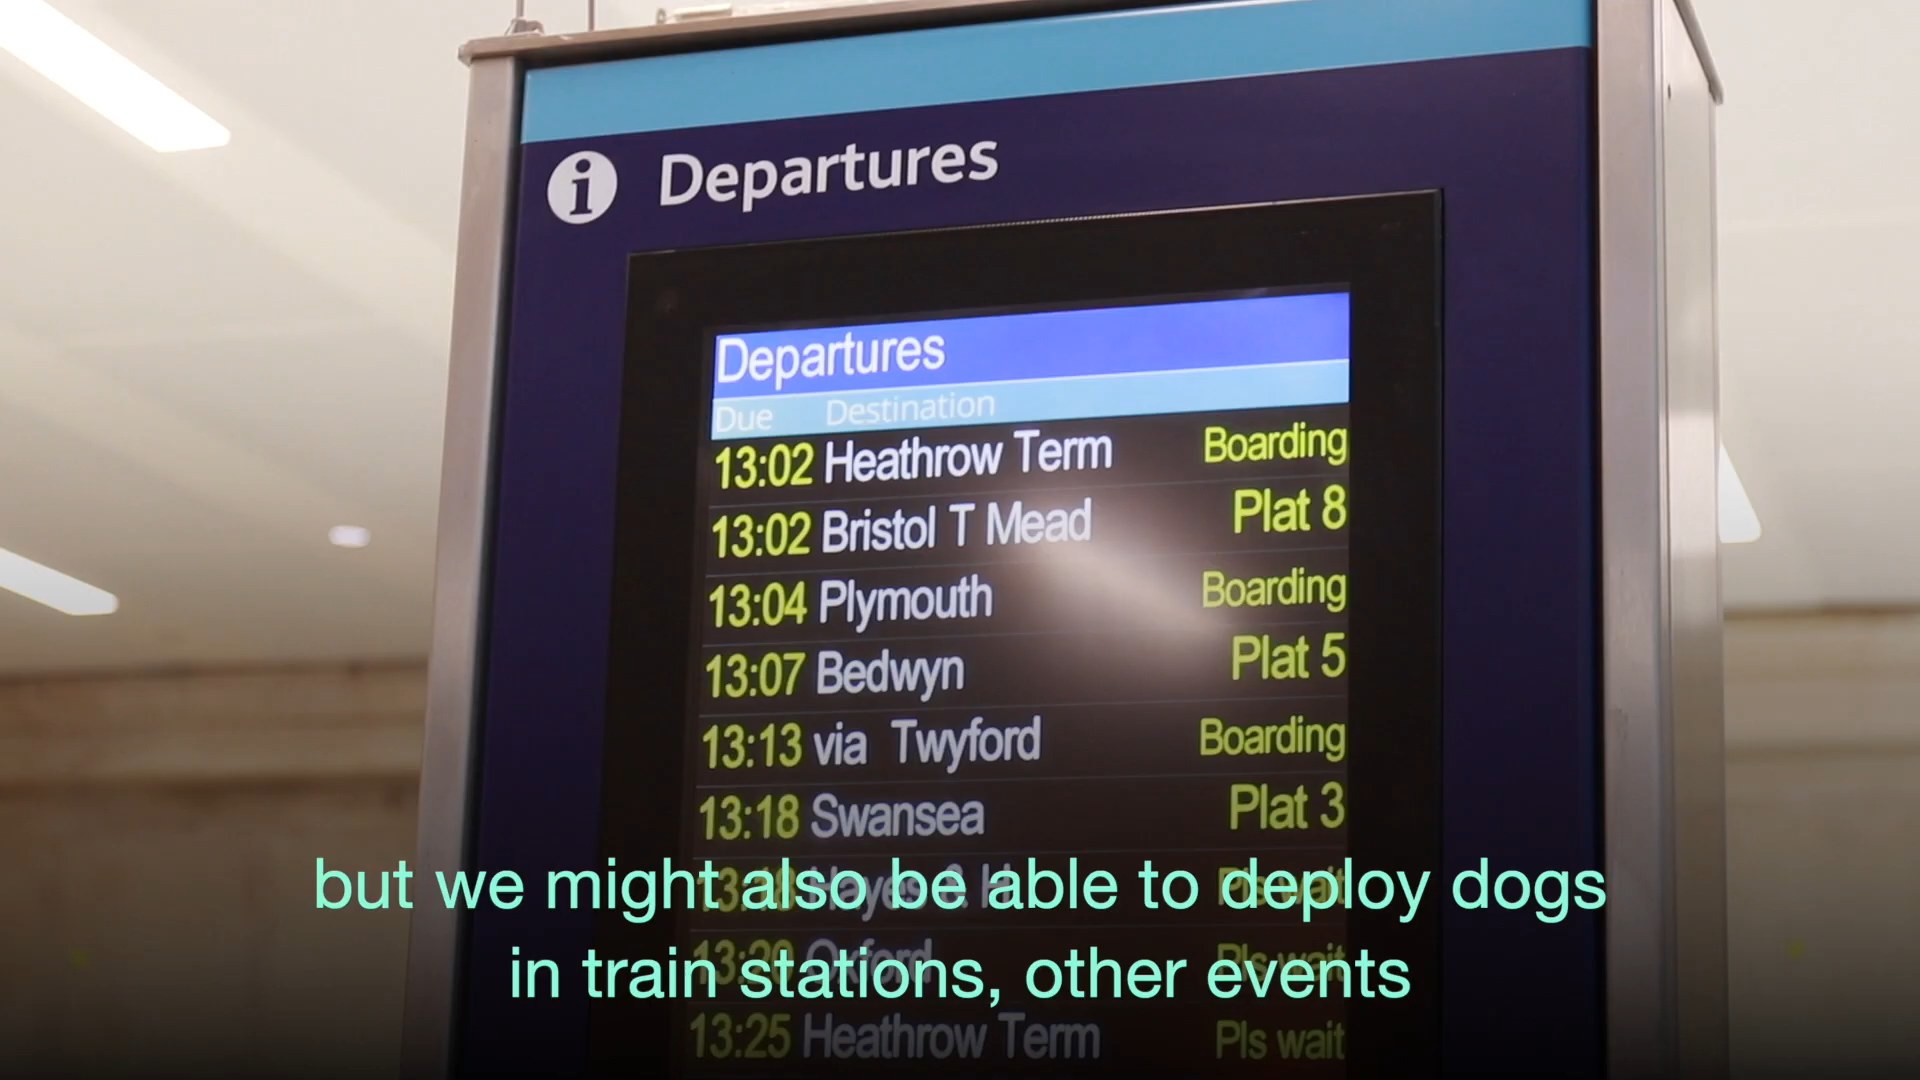 i Departures
Departures
Due Destination
13:02 Heathrow Term Boarding
13:02 Bristol T Mead Plat 8
13:04 Plymouth Boarding
13:07 Bedwyn Plat 5
13:13 via Twyford Boarding
13:18 Swansea Plat 3
but we might also be able to deploy dogs
in train stations, other events
13:25 Heathrow Term Pls wait